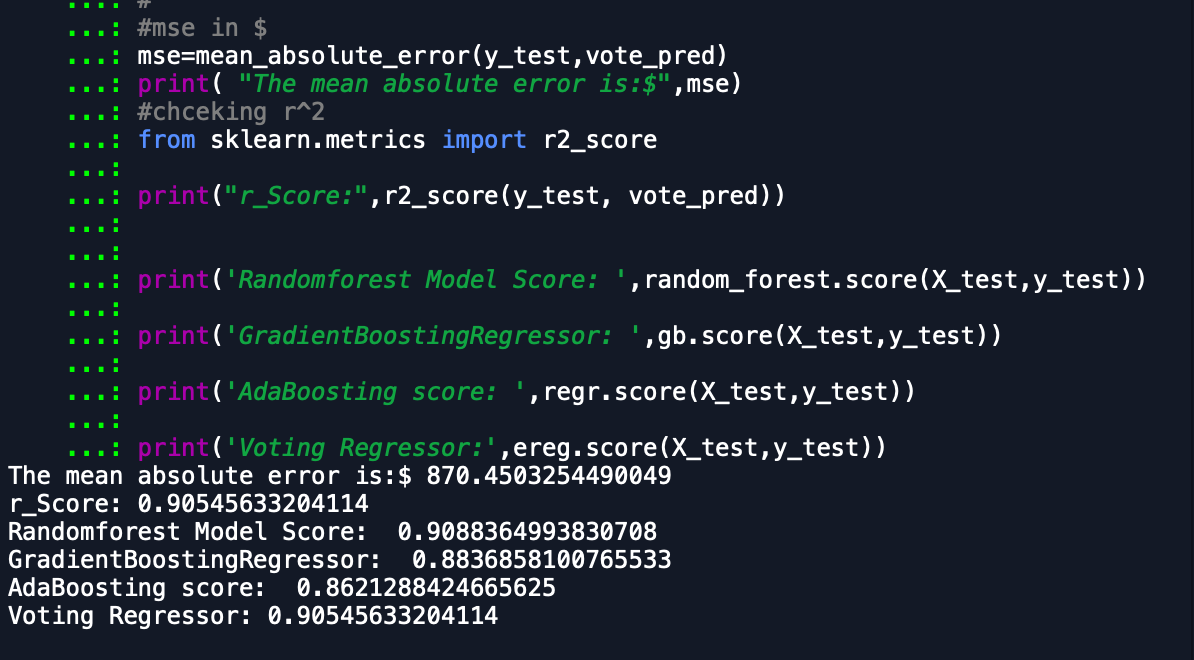 ...: #
...: #mse in $
...: mse=mean_absolute_error(y_test,vote_pred)
...: print( "The mean absolute error is:$",mse)
...: #chceking r^2
...: from sklearn.metrics import r2_score
...:
...: print("r_Score:",r2_score(y_test, vote_pred))
...:
...:
...: print('Randomforest Model Score: ',random_forest.score(X_test,y_test))
...:
...: print('GradientBoostingRegressor: ',gb.score(X_test,y_test))
...:
...: print('AdaBoosting score: ',regr.score(X_test,y_test))
...:
...: print('Voting Regressor:',ereg.score(X_test,y_test))
The mean absolute error is:$ 870.4503254490049
r_Score: 0.90545633204114
Randomforest Model Score:  0.9088364993830708
GradientBoostingRegressor:  0.8836858100765533
AdaBoosting score:  0.8621288424665625
Voting Regressor: 0.90545633204114